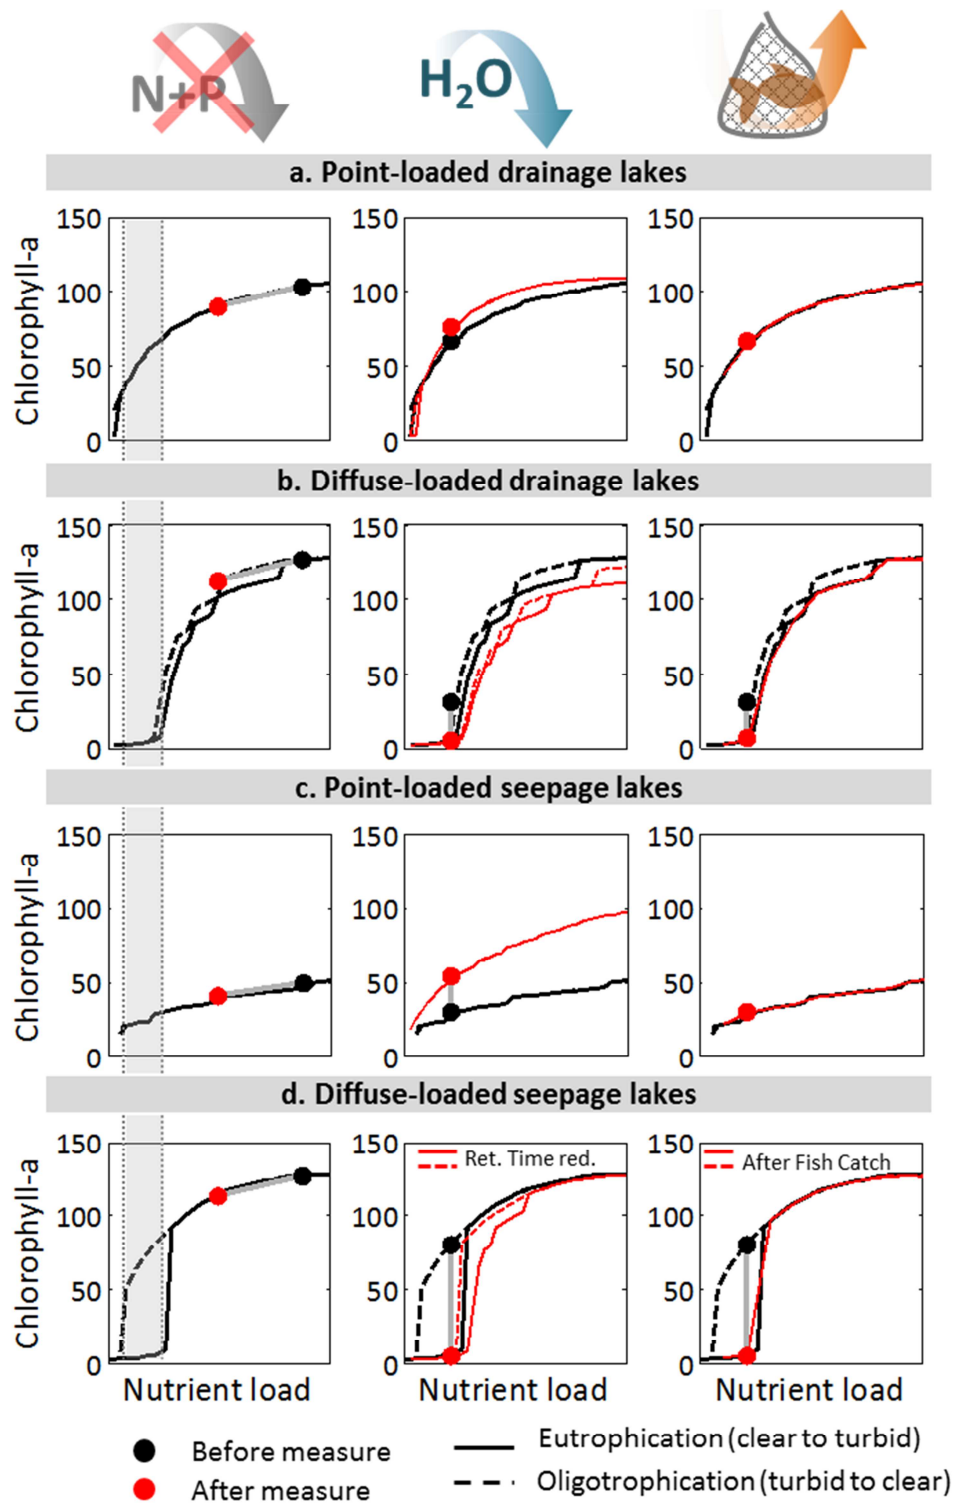 N+P
H2O
a. Point-loaded drainage lakes
150
100
50
0
Chlorophyll-a
150
100
50
0
150
100
50
0
b. Diffuse-loaded drainage lakes
150
100
50
0
Chlorophyll-a
150
100
50
0
150
100
50
0
c. Point-loaded seepage lakes
150
100
50
0
Chlorophyll-a
150
100
50
0
150
100
50
0
d. Diffuse-loaded seepage lakes
150
100
50
0
Chlorophyll-a
150
100
50
0
Ret. Time red.
150
100
50
0
After Fish Catch
Nutrient load
Nutrient load
Nutrient load
Before measure
After measure
Eutrophication (clear to turbid)
Oligotrophication (turbid to clear)